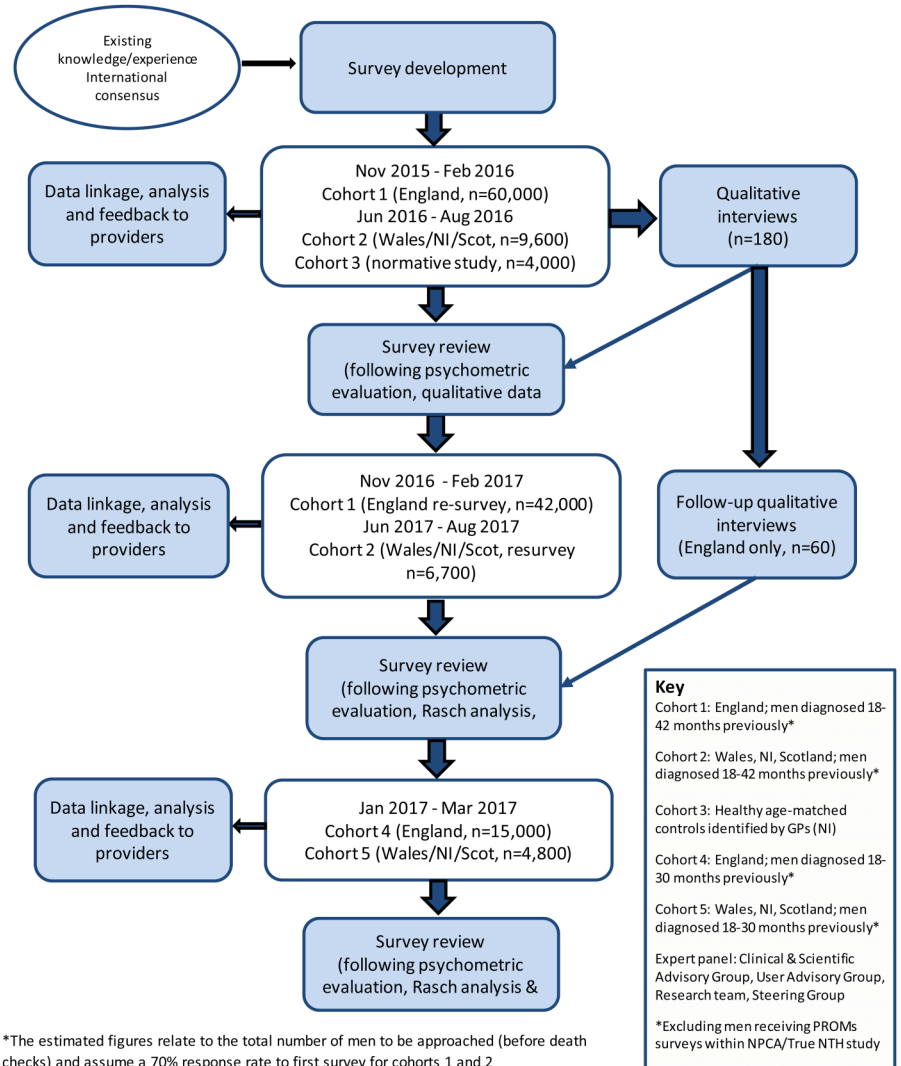 Existing
knowledge/experience
International
consensus
Survey development
Nov 2015 - Feb 2016
Cohort 1 (England, n=60,000)
Jun 2016 - Aug 2016
Cohort 2 (Wales/NI/Scot, n=9,600)
Cohort 3 (normative study, n=4,000)
Data linkage, analysis
and feedback to
providers
Qualitative
interviews
(n=180)
Survey review
(following psychometric
evaluation, qualitative data
Nov 2016 - Feb 2017
Cohort 1 (England re-survey, n=42,000)
Jun 2017 - Aug 2017
Cohort 2 (Wales/NI/Scot, resurvey
n=6,700)
Data linkage, analysis
and feedback to
providers
Follow-up qualitative
interviews
(England only, n=60)
Survey review
(following psychometric
evaluation, Rasch analysis,
Jan 2017 - Mar 2017
Cohort 4 (England, n=15,000)
Cohort 5 (Wales/NI/Scot, n=4,800)
Data linkage, analysis
and feedback to
providers
Survey review
(following psychometric
evaluation, Rasch analysis &
Key
Cohort 1: England; men diagnosed 18-
42 months previously*
Cohort 2: Wales, NI, Scotland; men
diagnosed 18-42 months previously*
Cohort 3: Healthy age-matched
controls identified by GPs (NI)
Cohort 4: England; men diagnosed 18-
30 months previously*
Cohort 5: Wales, NI, Scotland; men
diagnosed 18-30 months previously*
Expert panel: Clinical & Scientific
Advisory Group, User Advisory Group,
Research team, Steering Group
*Excluding men receiving PROMs
surveys within NPCA/True NTH study
*The estimated figures relate to the total number of men to be approached (before death
checks) and assume a 70% response rate to first survey for cohorts 1 and 2